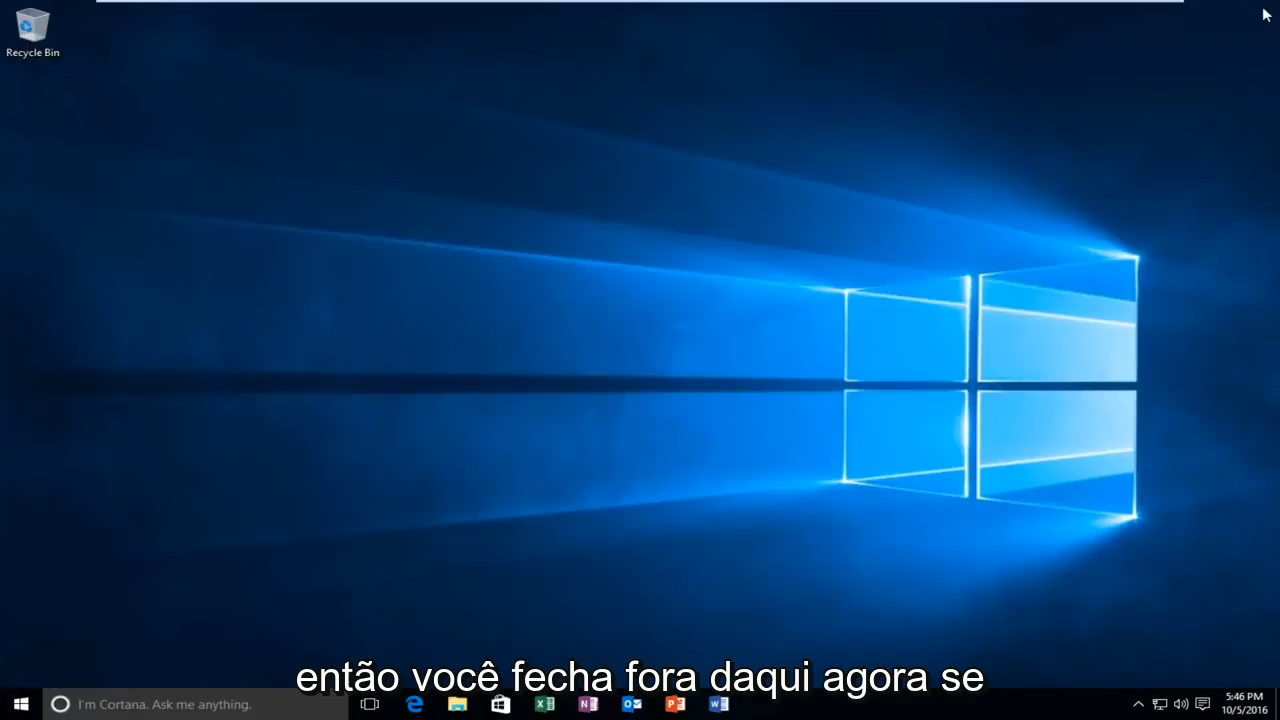 Recycle Bin
então você fecha fora daqui agora se
I'm Cortana. Ask me anything.
5:46 PM
10/5/2016